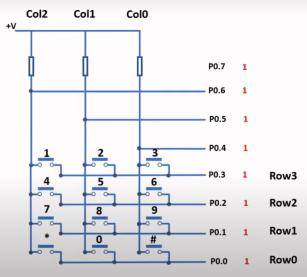 Col2 Col1 Col0
+V
P0.7 1
P0.6 1
P0.5 1
P0.4 1
1 2 3
P0.3 1 Row3
4 5 6
P0.2 1 Row2
7 8 9
P0.1 1 Row1
* 0 #
P0.0 1 Row0